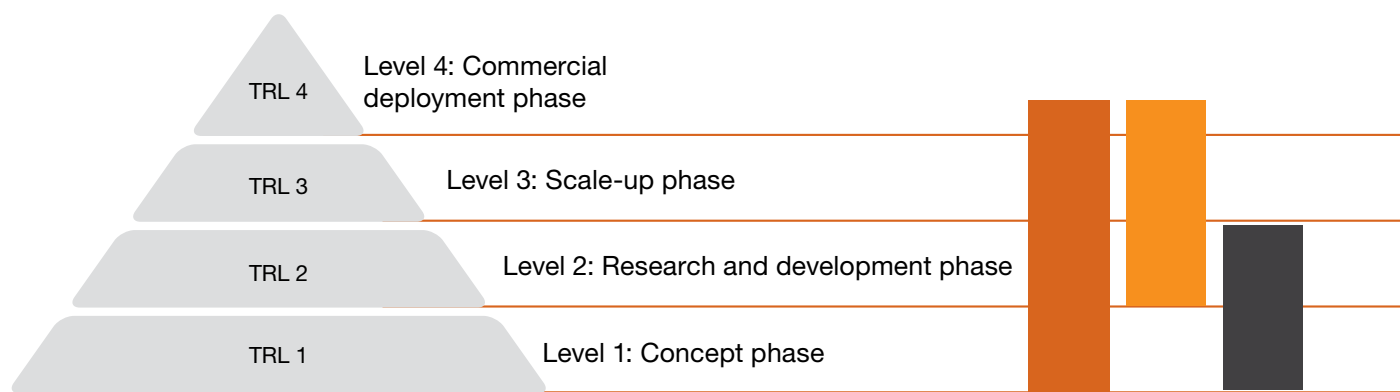 TRL 4
Level 4: Commercial
deployment phase
TRL 3
Level 3: Scale-up phase
TRL 2
Level 2: Research and development phase
TRL 1
Level 1: Concept phase